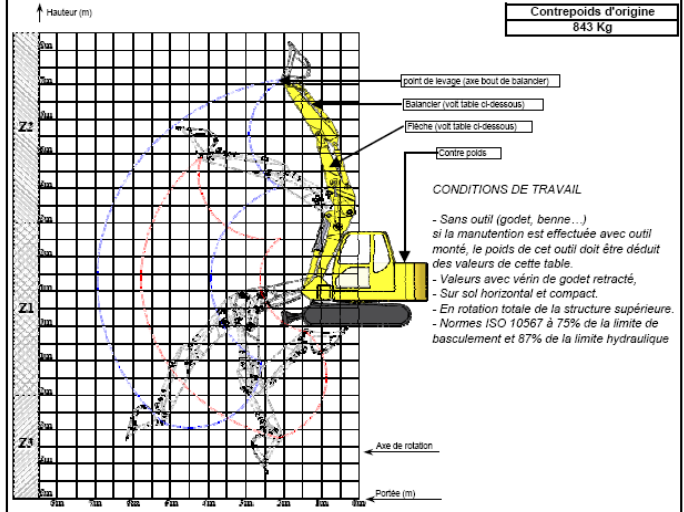 Hauteur (m)
Contrepoids d'origine
843 Kg
point de levage (axe bout de balancier)
Balancier (voit table ci-dessous)
Flèche (voit table ci-dessous)
Contre poids
Z2
CONDITIONS DE TRAVAIL
- Sans outil (godet, benne…)
si la manutention est effectuée avec outil
monté, le poids de cet outil doit être déduit
des valeurs de cette table.
- Valeurs avec vérin de godet retracté,
- Sur sol horizontal et compact.
- En rotation totale de la structure supérieure.
- Normes ISO 10567 à 75% de la limite de
basculement et 87% de la limite hydraulique
Z1
Z3
Axe de rotation
Portée (m)